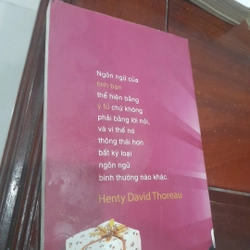 Ngôn ngữ của
tình bạn
thể hiện bằng
ý tứ chứ không
phải bằng lời nói,
và vì thế nó
thông thái hơn
bất kỳ loại
ngôn ngữ
bình thường nào khác.
Henty David Thoreau